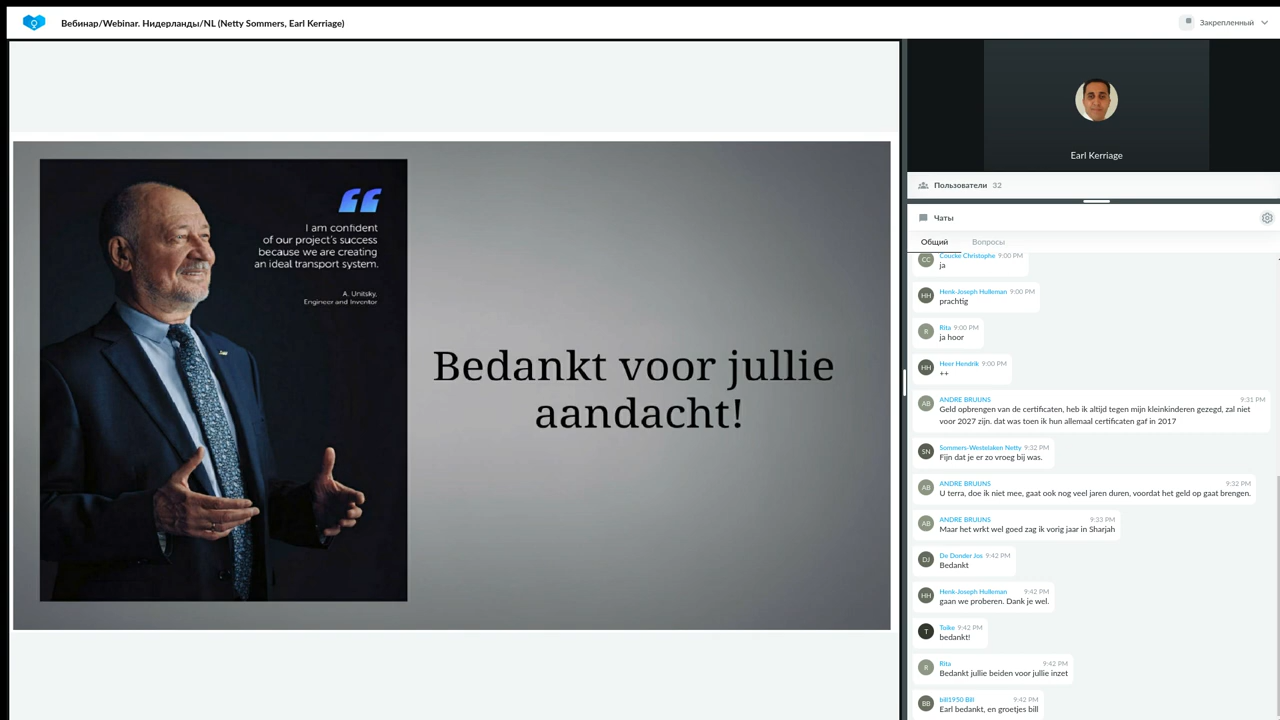 Вебинар/Webinar. Нидерланды/NL (Netty Sommers, Earl Kerriage)
Закрепленный
I am confident
of our project's success
because we are creating
an ideal transport system.
A. Unitsky,
Engineer and Inventor
Bedankt voor jullie
aandacht!
Earl Kerriage
Пользователи 32
Чаты
Общий Вопросы
CC Coucke Christophe 9:00 PM
ja
HH Henk-Joseph Hulleman 9:00 PM
prachtig
R Rita 9:00 PM
ja hoor
HH Heer Hendrik 9:00 PM
++
AB ANDRE BRUIJNS 9:31 PM
Geld opbrengen van de certificaten, heb ik altijd tegen mijn kleinkinderen gezegd, zal niet
voor 2027 zijn. dat was toen ik hun allemaal certificaten gaf in 2017
SN Sommers-Westelaken Netty 9:32 PM
Fijn dat je er zo vroeg bij was.
AB ANDRE BRUIJNS 9:32 PM
U terra, doe ik niet mee, gaat ook nog veel jaren duren, voordat het geld op gaat brengen.
AB ANDRE BRUIJNS 9:33 PM
Maar het wrkt wel goed zag ik vorig jaar in Sharjah
DJ De Donder Jos 9:42 PM
Bedankt
HH Henk-Joseph Hulleman 9:42 PM
gaan we proberen. Dank je wel.
T Toike 9:42 PM
bedankt!
R Rita 9:42 PM
Bedankt jullie beiden voor jullie inzet
BB bill1950 Bill 9:42 PM
Earl bedankt, en groetjes bill